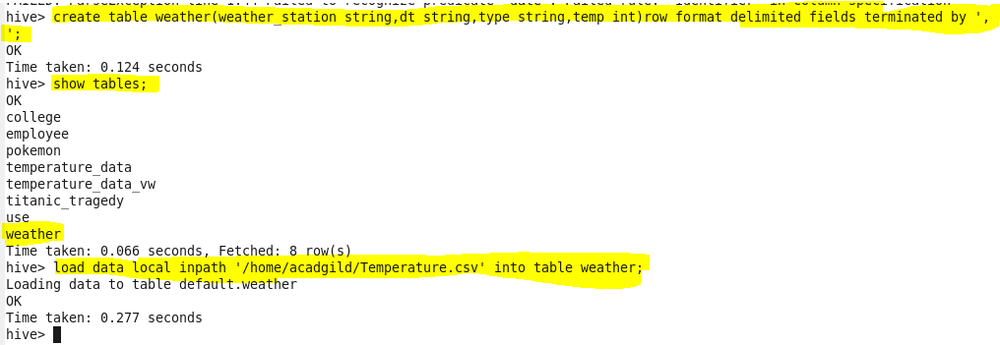 hive> create table weather(weather_station string,dt string,type string,temp int)row format delimited fields terminated by ',
';
OK
Time taken: 0.124 seconds
hive> show tables;
OK
college
employee
pokemon
temperature_data
temperature_data_vw
titanic_tragedy
use
weather
Time taken: 0.066 seconds, Fetched: 8 row(s)
hive> load data local inpath '/home/acadgild/Temperature.csv' into table weather;
Loading data to table default.weather
OK
Time taken: 0.277 seconds
hive>